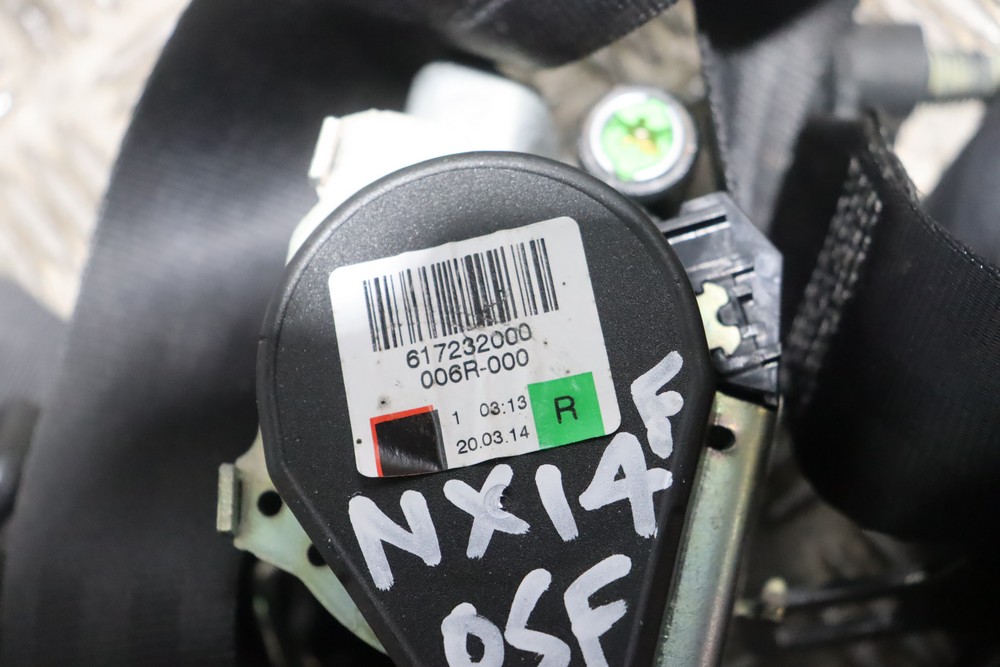 617232000
006R-000
1 03:13 R
20.03.14
NX14F
OSF